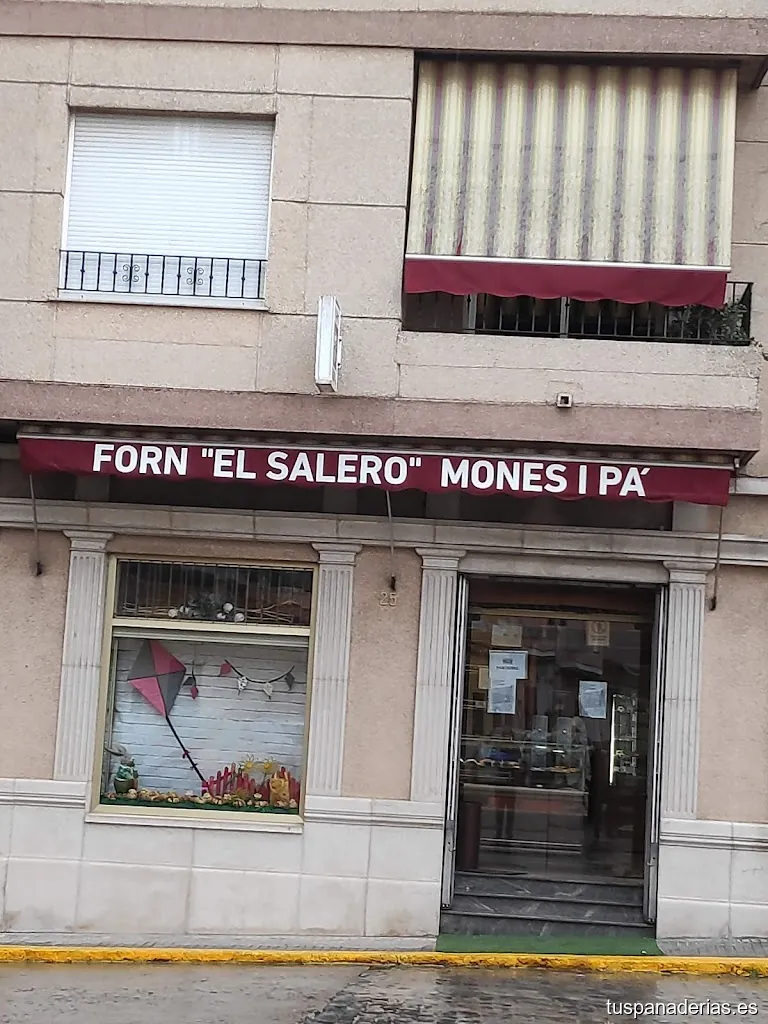 FORN "EL SALERO" MONES I PA´
25
tuspanaderias.es